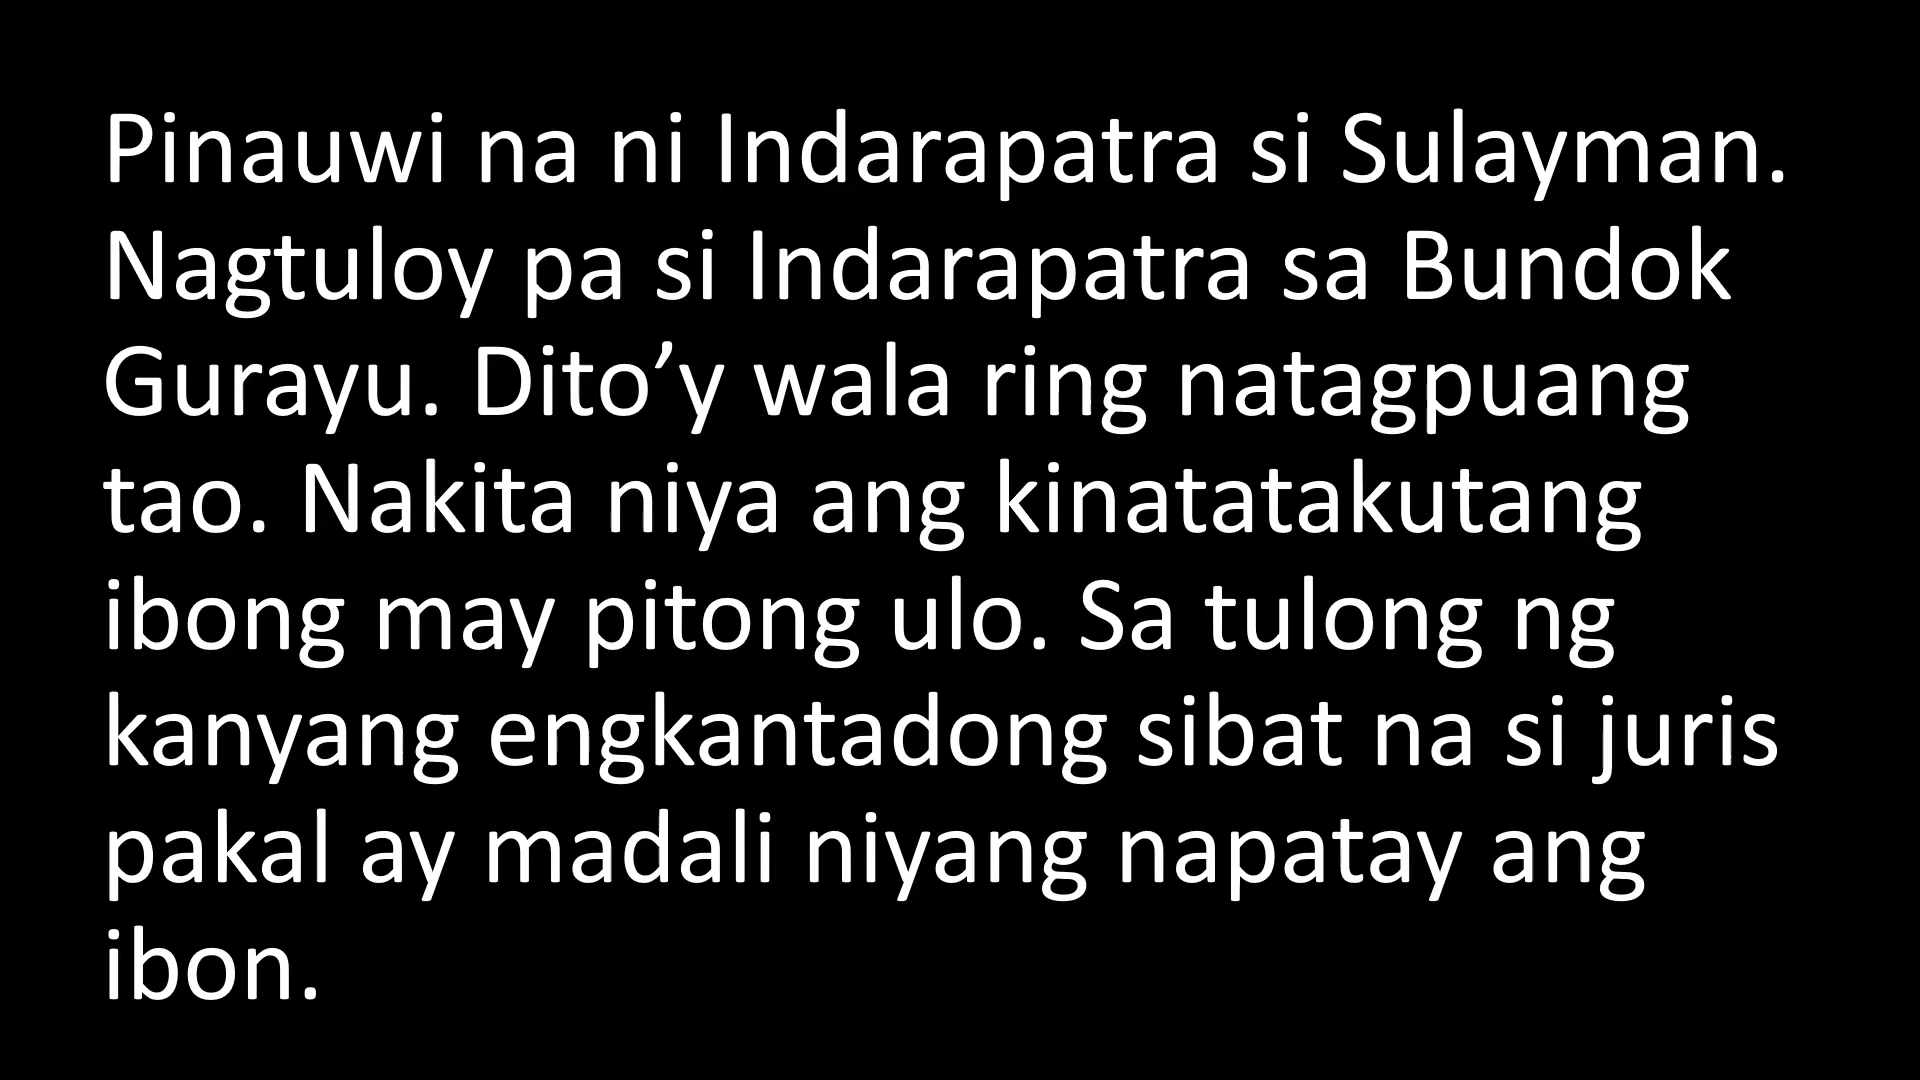 Pinauwi na ni Indarapatra si Sulayman.
Nagtuloy pa si Indarapatra sa Bundok
Gurayu. Dito’y wala ring natagpuang
tao. Nakita niya ang kinatatakutang
ibong may pitong ulo. Sa tulong ng
kanyang engkantadong sibat na si juris
pakal ay madali niyang napatay ang
ibon.